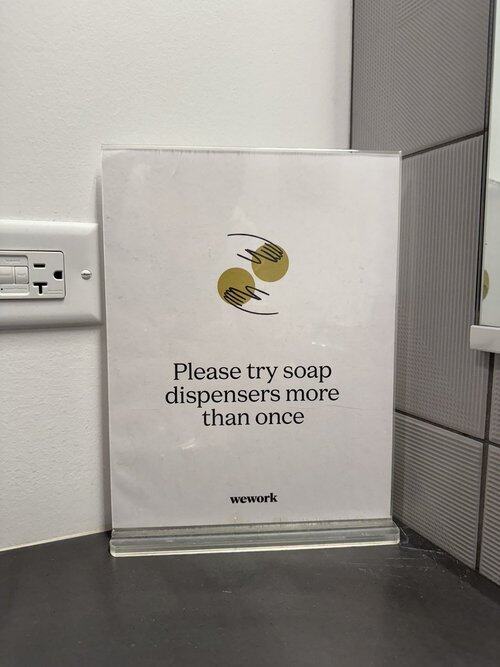 Please try soap
dispensers more
than once
wework